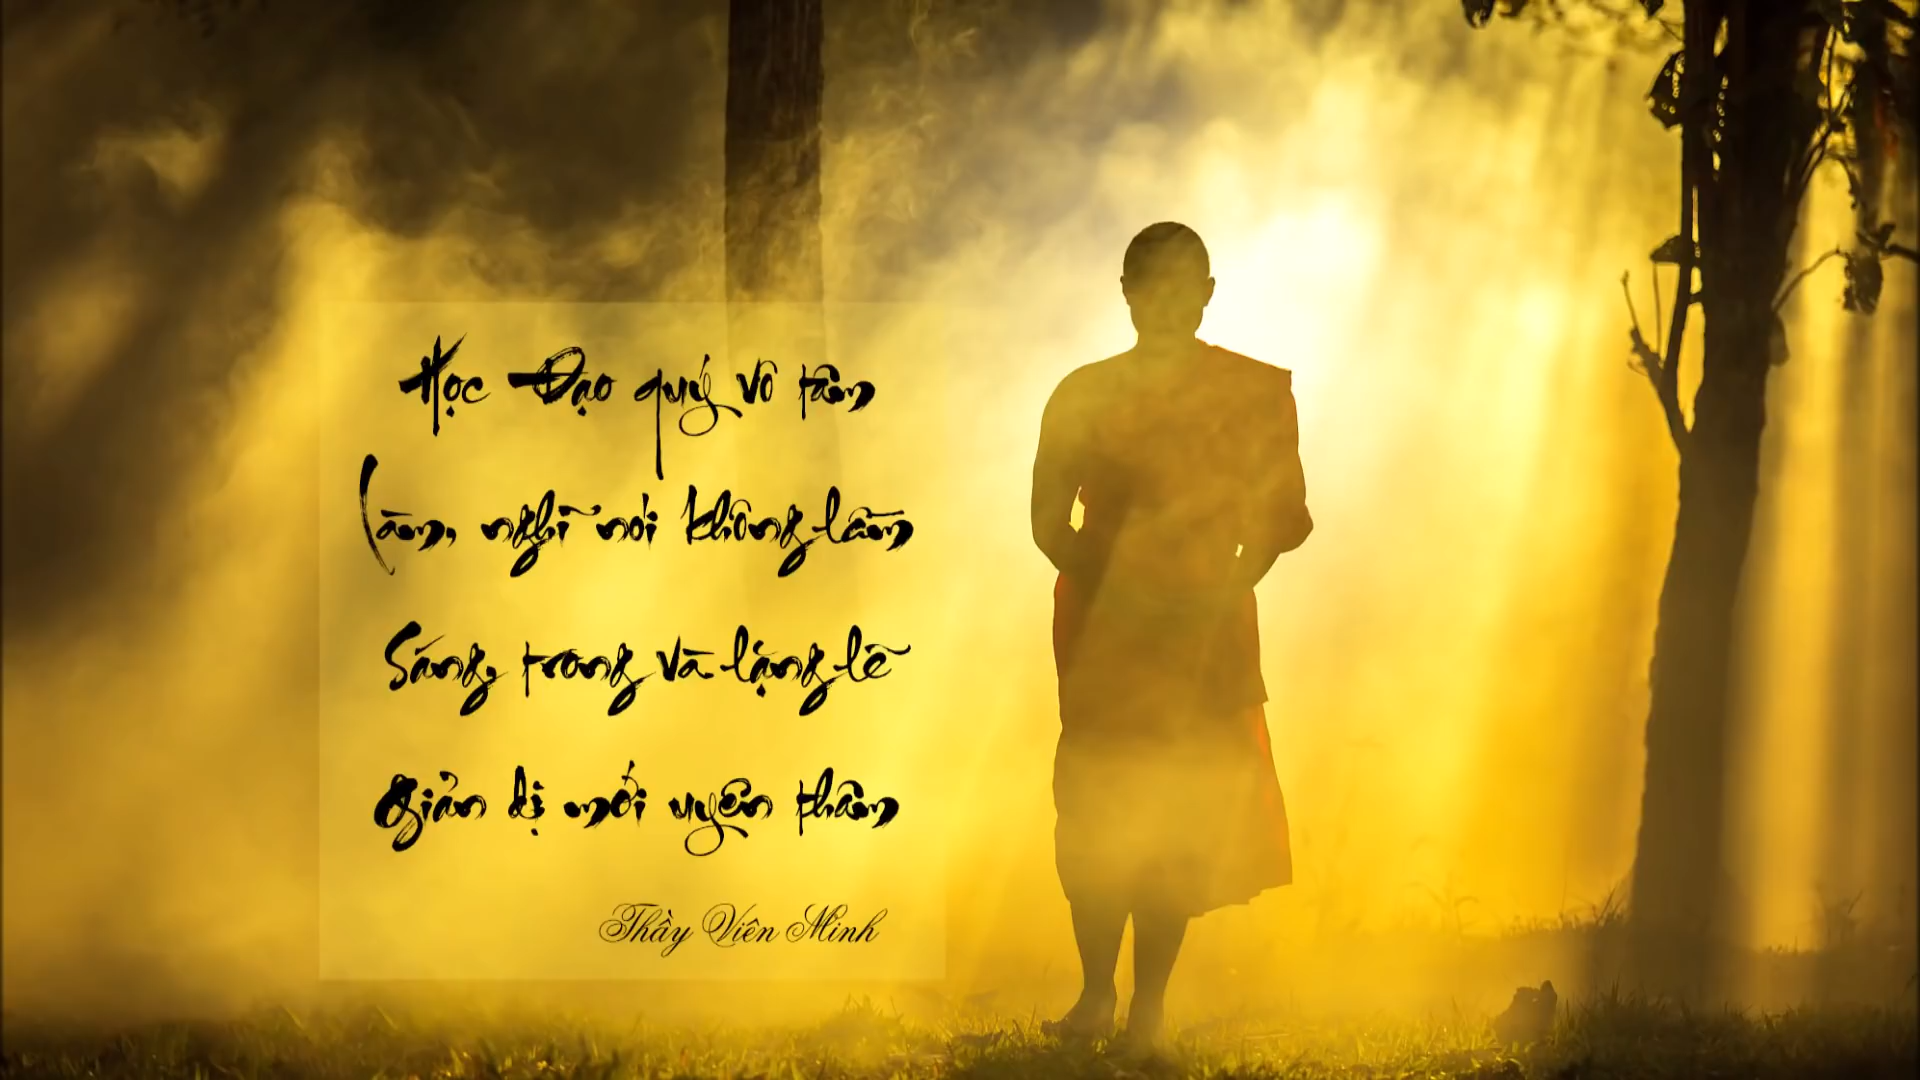 Học Đạo quý vô tâm
Làm, nghĩ nói không lầm
Sáng, trong và lặng lẽ
Giản dị mới uyên thâm
Thầy Viên Minh